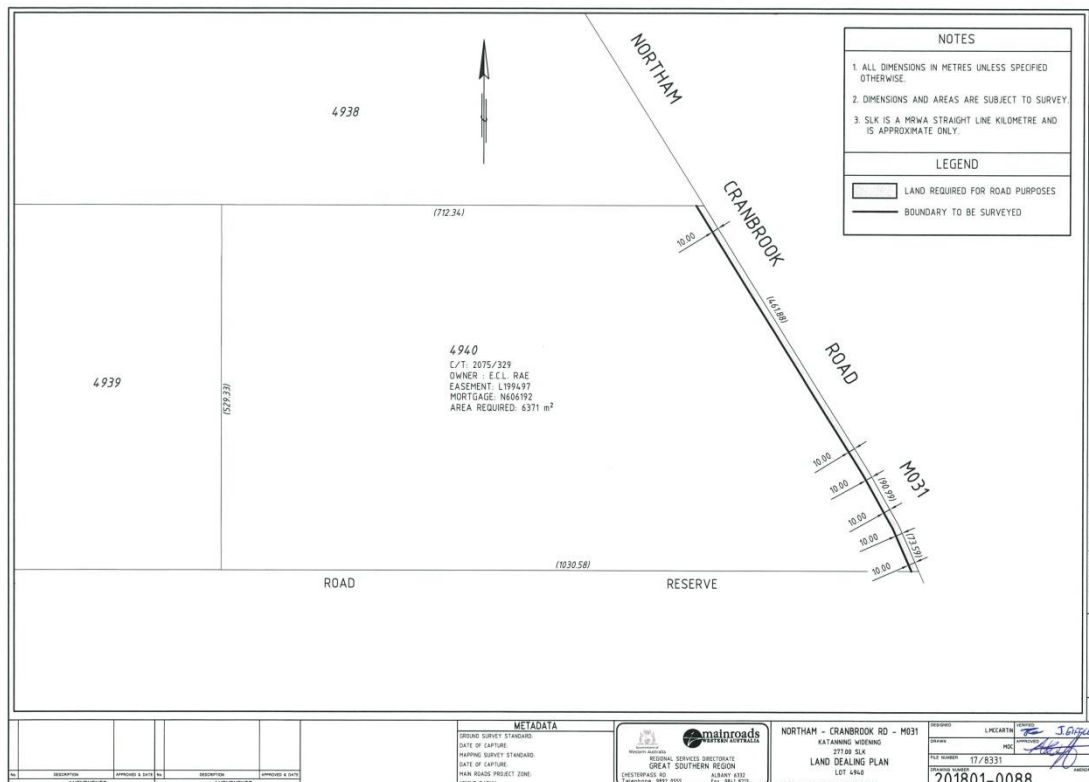 NORTHAM
CRANBROOK
ROAD
M031
4938
(712.34)
10.00
(461.88)
4939
(529.33)
4940
C/T: 2075/329
OWNER : E.C.L. RAE
EASEMENT: L199497
MORTGAGE: N606192
AREA REQUIRED: 6371 m²
10.00
10.00
(90.99)
10.00
10.00
(73.59)
10.00
(1030.58)
ROAD RESERVE
NOTES
1. ALL DIMENSIONS IN METRES UNLESS SPECIFIED
OTHERWISE.
2. DIMENSIONS AND AREAS ARE SUBJECT TO SURVEY.
3. SLK IS A MRWA STRAIGHT LINE KILOMETRE AND
IS APPROXIMATE ONLY.
LEGEND
LAND REQUIRED FOR ROAD PURPOSES
BOUNDARY TO BE SURVEYED
No. DESCRIPTION APPROVED & DATE No. DESCRIPTION APPROVED & DATE
METADATA
GROUND SURVEY STANDARD:
DATE OF CAPTURE:
MAPPING SURVEY STANDARD:
DATE OF CAPTURE:
MAIN ROADS PROJECT ZONE:
Government of
Western Australia
mainroads
WESTERN AUSTRALIA
REGIONAL SERVICES DIRECTORATE
GREAT SOUTHERN REGION
CHESTERPASS RD ALBANY 6332
NORTHAM - CRANBROOK RD - M031
KATANNING WIDENING
277.00 SLK
LAND DEALING PLAN
LOT 4940
DESIGNED L.MCCARTIN VERIFIED
DRAWN MDC APPROVED
FILE NUMBER 17/8331
DRAWING NUMBER
201801-0088